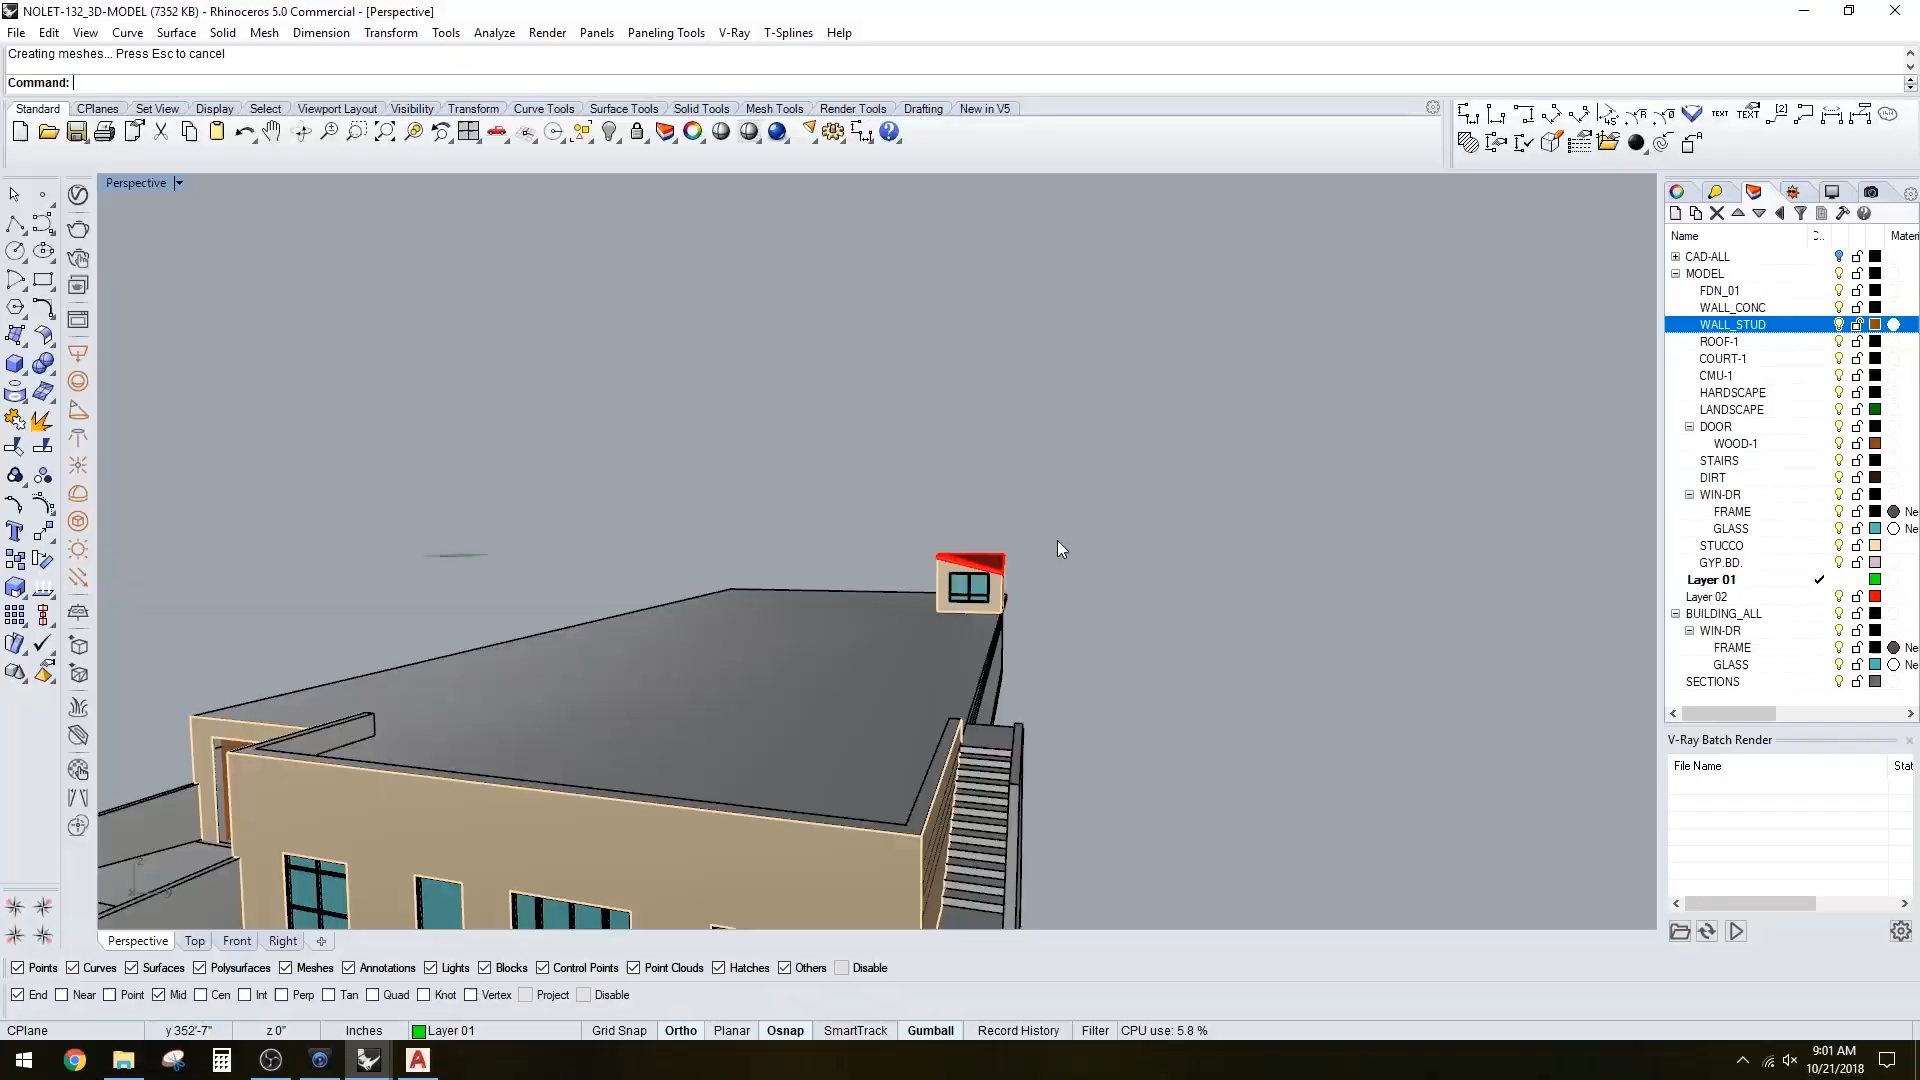 NOLET-132_3D-MODEL (7352 KB) - Rhinoceros 5.0 Commercial - [Perspective]
File Edit View Curve Surface Solid Mesh Dimension Transform Tools Analyze Render Panels Paneling Tools V-Ray T-Splines Help
Creating meshes... Press Esc to cancel
Command:
Standard CPlanes Set View Display Select Viewport Layout Visibility Transform Curve Tools Surface Tools Solid Tools Mesh Tools Render Tools Drafting New in V5
TEXT TEXT
Perspective
Name Materi
CAD-ALL
MODEL
FDN_01
WALL_CONC
WALL_STUD
ROOF-1
COURT-1
CMU-1
HARDSCAPE
LANDSCAPE
DOOR
WOOD-1
STAIRS
DIRT
WIN-DR
FRAME Ne
GLASS Ne
STUCCO
GYP.BD.
Layer 01
Layer 02
BUILDING_ALL
WIN-DR
FRAME Ne
GLASS Ne
SECTIONS
V-Ray Batch Render
File Name Stat
Perspective Top Front Right
Points Curves Surfaces Polysurfaces Meshes Annotations Lights Blocks Control Points Point Clouds Hatches Others Disable
End Near Point Mid Cen Int Perp Tan Quad Knot Vertex Project Disable
CPlane y 352'-7" z 0" Inches Layer 01 Grid Snap Ortho Planar Osnap SmartTrack Gumball Record History Filter CPU use: 5.8 %
9:01 AM
10/21/2018